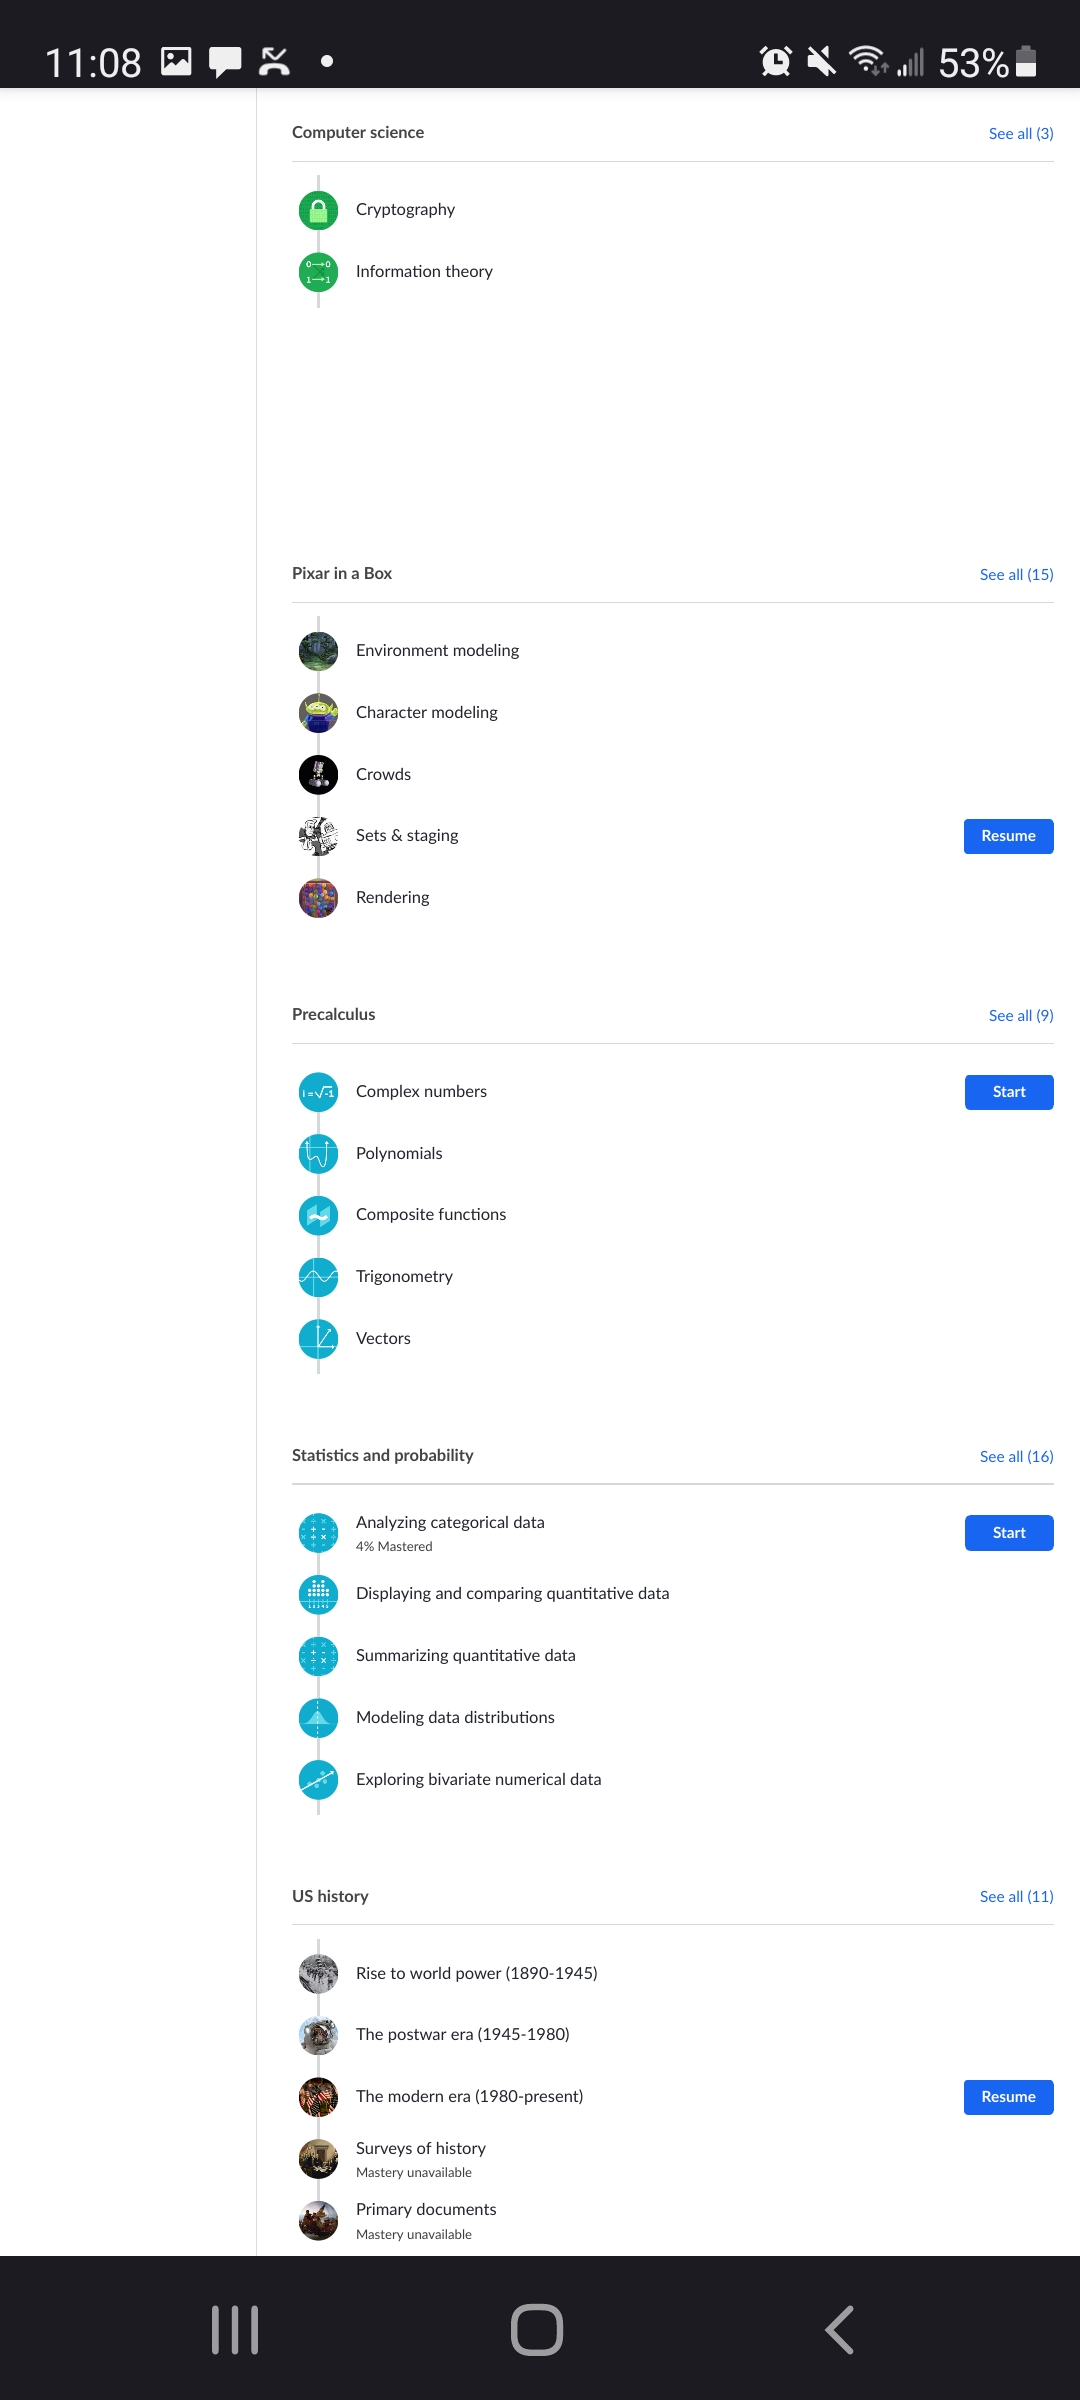 11:08
53%
Computer science
See all (3)
Cryptography
Information theory
Pixar in a Box
See all (15)
Environment modeling
Character modeling
Crowds
Sets & staging
Resume
Rendering
Precalculus
See all (9)
i=√-1
Complex numbers
Start
Polynomials
Composite functions
Trigonometry
Vectors
Statistics and probability
See all (16)
Analyzing categorical data
4% Mastered
Start
Displaying and comparing quantitative data
Summarizing quantitative data
Modeling data distributions
Exploring bivariate numerical data
US history
See all (11)
Rise to world power (1890-1945)
The postwar era (1945-1980)
The modern era (1980-present)
Resume
Surveys of history
Mastery unavailable
Primary documents
Mastery unavailable